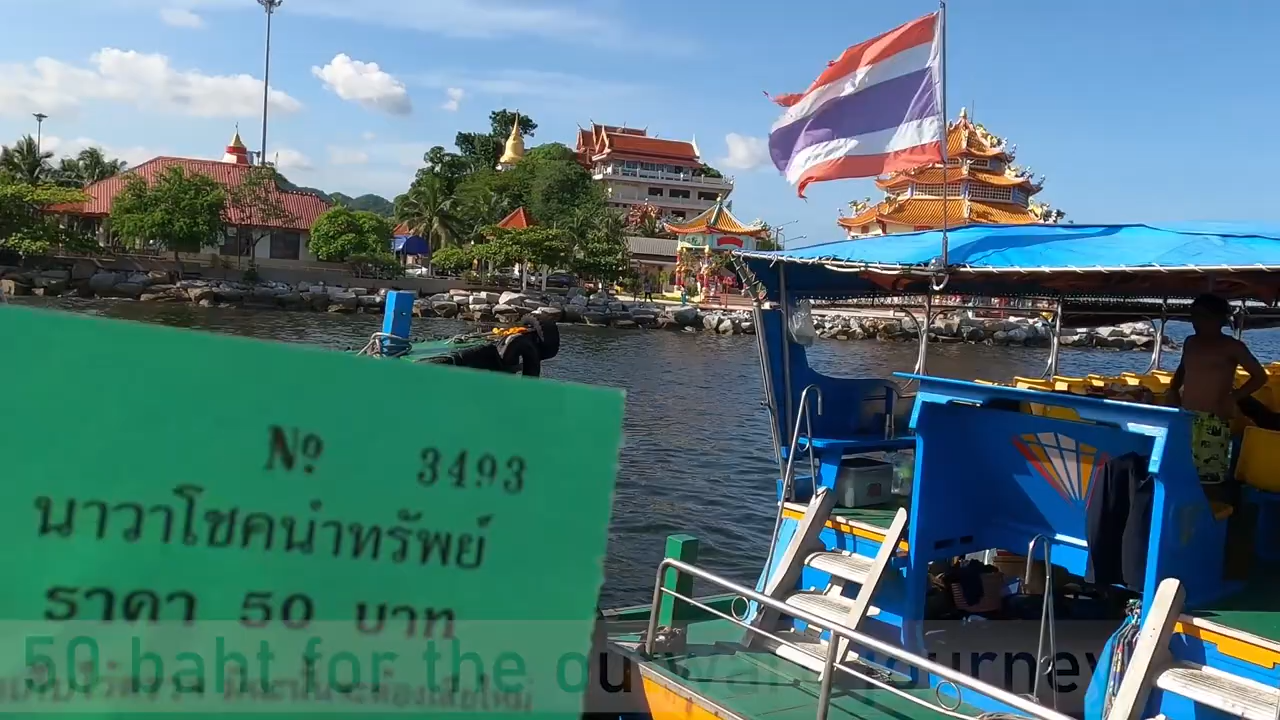 № 3493
นาวาโชคนำทรัพย์
ราคา 50 บาท
50 baht for the outward journey